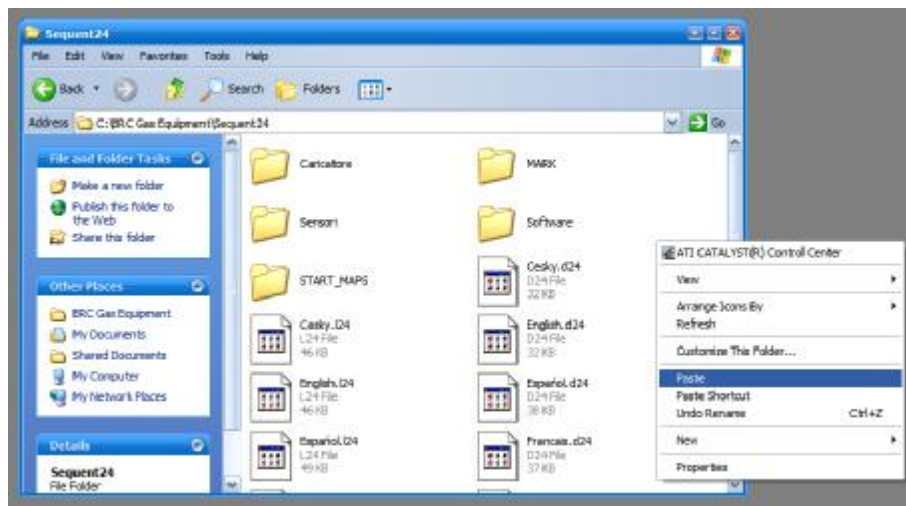 Sequent24
File Edit View Favorites Tools Help
Back Search Folders
Address C:\BRC Gas Equipment\Sequent24 Go
File and Folder Tasks
Make a new folder
Publish this folder to
the Web
Share this folder
Other Places
BRC Gas Equipment
My Documents
Shared Documents
My Computer
My Network Places
Details
Sequent24
File Folder
Caricatore
MARK
Sensori
Software
START_MAPS
Cesky.d24
D24 File
32 KB
Cesky.l24
L24 File
46 KB
English.d24
D24 File
32 KB
English.l24
L24 File
46 KB
Español.d24
D24 File
38 KB
Español.l24
L24 File
49 KB
Francais.d24
D24 File
37 KB
ATI CATALYST(R) Control Center
View
Arrange Icons By
Refresh
Customize This Folder...
Paste
Paste Shortcut
Undo Rename Ctrl+Z
New
Properties